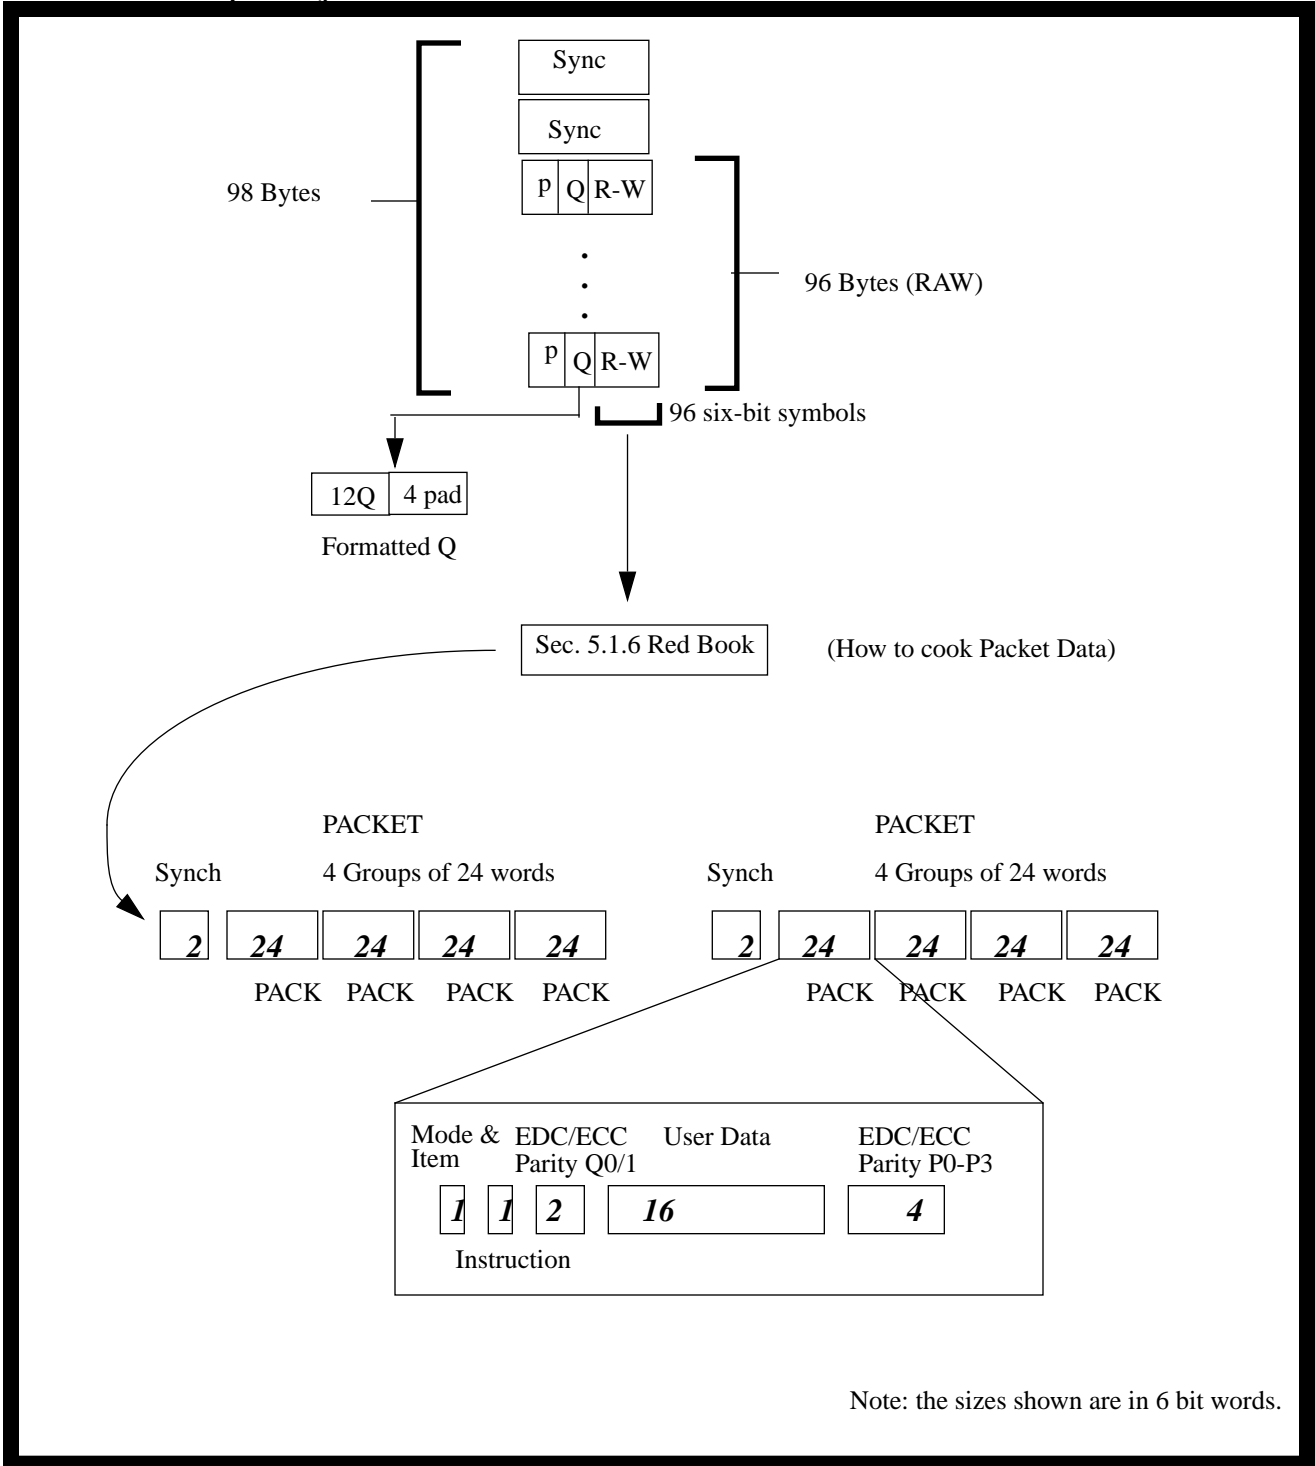 Sync
Sync
98 Bytes
p Q R-W
96 Bytes (RAW)
p Q R-W
96 six-bit symbols
12Q 4 pad
Formatted Q
Sec. 5.1.6 Red Book (How to cook Packet Data)
PACKET PACKET
Synch 4 Groups of 24 words Synch 4 Groups of 24 words
2 24 24 24 24 2 24 24 24 24
PACK PACK PACK PACK PACK PACK PACK PACK
Mode & EDC/ECC User Data EDC/ECC
Item Parity Q0/1 Parity P0-P3
1 1 2 16 4
Instruction
Note: the sizes shown are in 6 bit words.